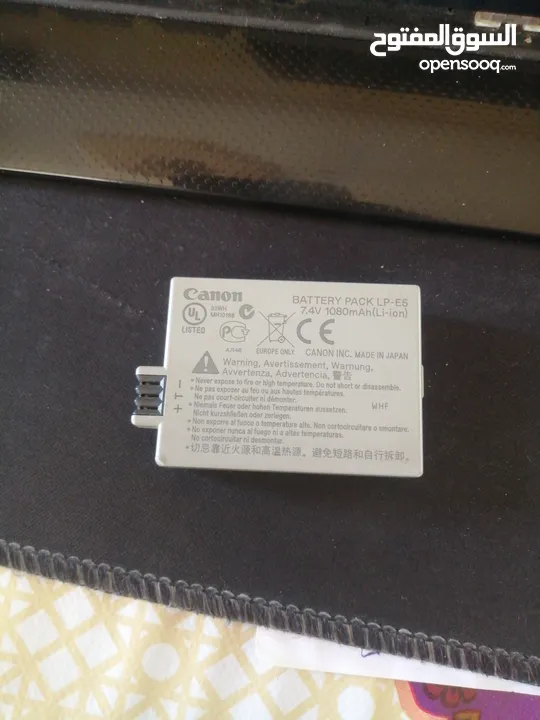 السوق المفتوح
opensooq.com
Canon
BATTERY PACK LP-E5
7.4V 1080mAh(Li-ion)
UL
LISTED
CE
EUROPE ONLY
CANON INC. MADE IN JAPAN
Warning, Avertissement, Warnung,
Avvertenza, Advertencia, 警告
• Never expose to fire or high temperature. Do not short or disassemble.
• Ne pas exposer au feu ou à de hautes températures.
Ne pas court-circuiter ni démonter.
• Niemals Feuer oder hohen Temperaturen aussetzen.
Nicht kurzschließen oder zerlegen.
• Non esporre al fuoco o calore. Non cortocircuitare o smontare.
• No exponer al fuego ni a altas temperaturas.
No cortocircuitar ni desmontar.
• 切忌靠近火源和高温热源。避免短路和自行拆卸。
WHF
+ T −